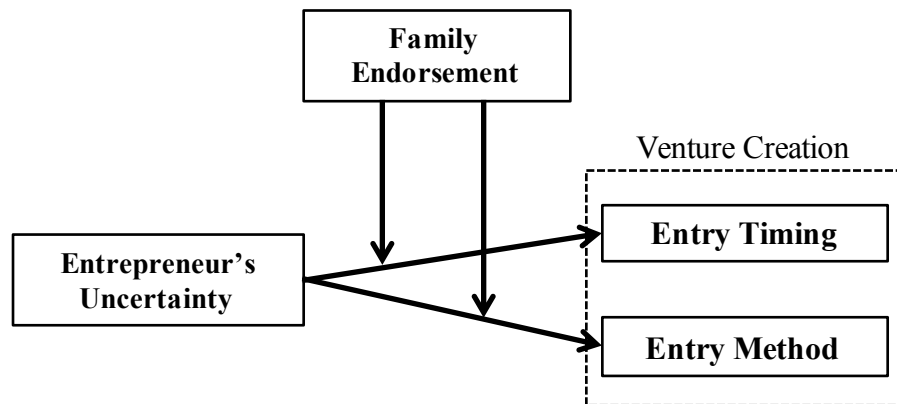 Family
Endorsement
Venture Creation
Entry Timing
Entrepreneur’s
Uncertainty
Entry Method